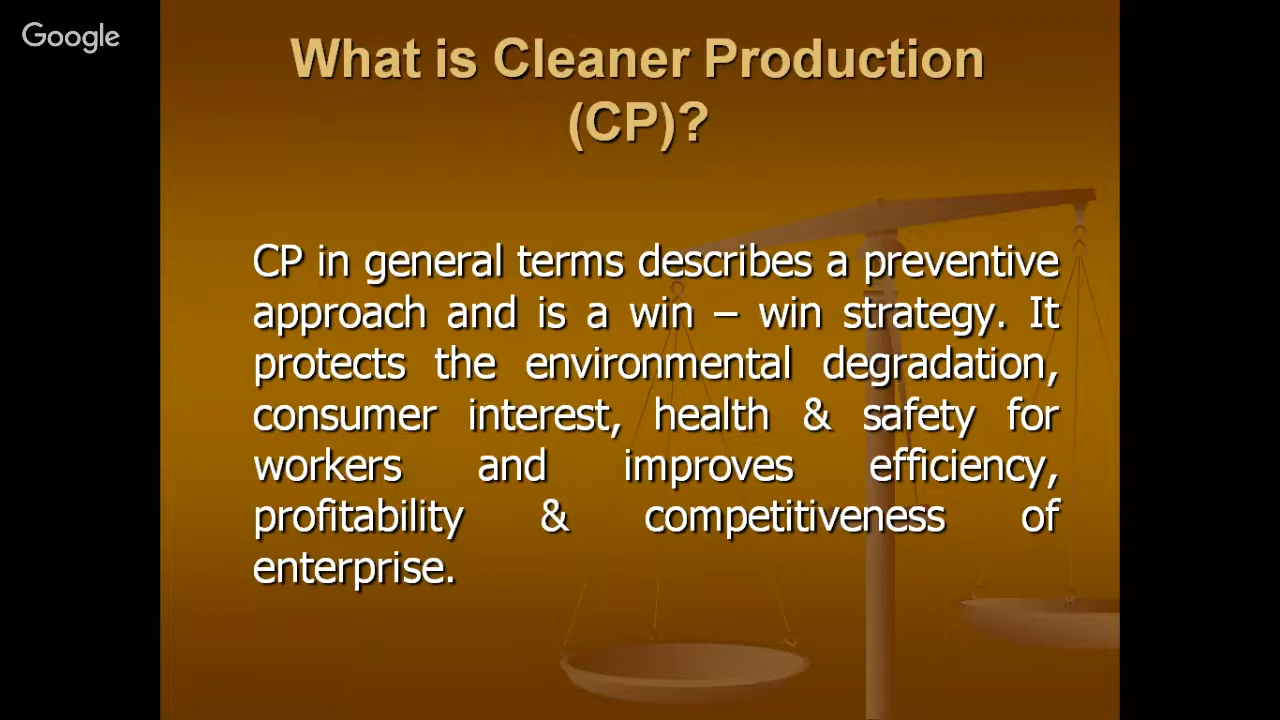 Google
What is Cleaner Production
(CP)?
CP in general terms describes a preventive
approach and is a win – win strategy. It
protects the environmental degradation,
consumer interest, health & safety for
workers and improves efficiency,
profitability & competitiveness of
enterprise.